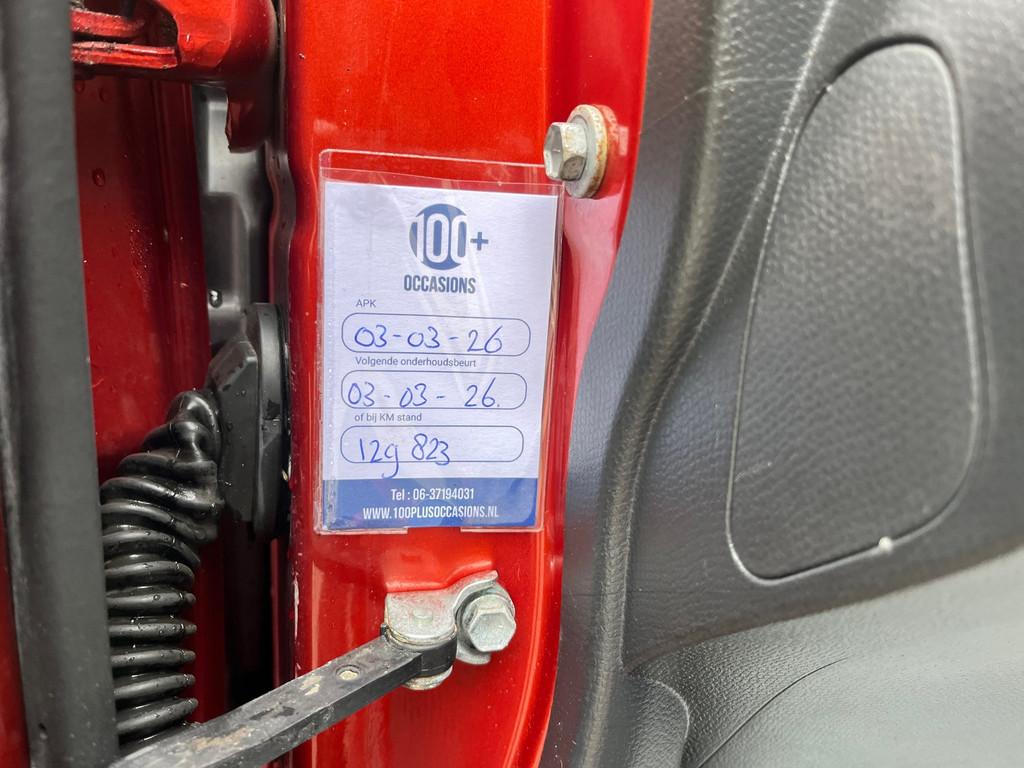 100+
OCCASIONS
APK
03-03-26
Volgende onderhoudsbeurt
03-03-26.
of bij KM stand
129 823
Tel : 06-37194031
WWW.100PLUSOCCASIONS.NL